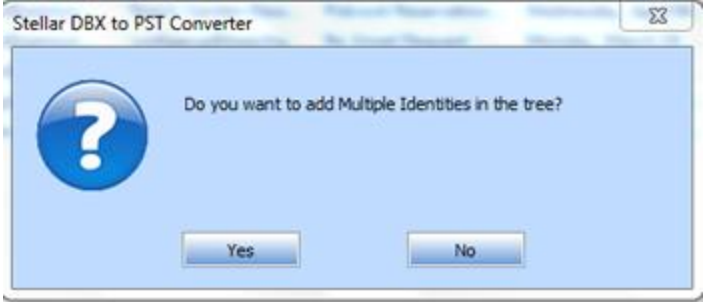 Stellar DBX to PST Converter
Do you want to add Multiple Identities in the tree?
Yes
No